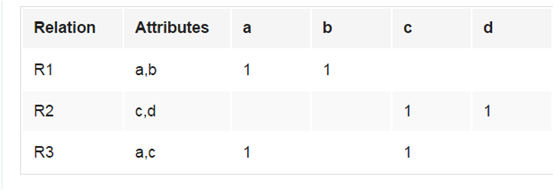 Relation Attributes a b c d
R1 a,b 1 1
R2 c,d 1 1
R3 a,c 1 1